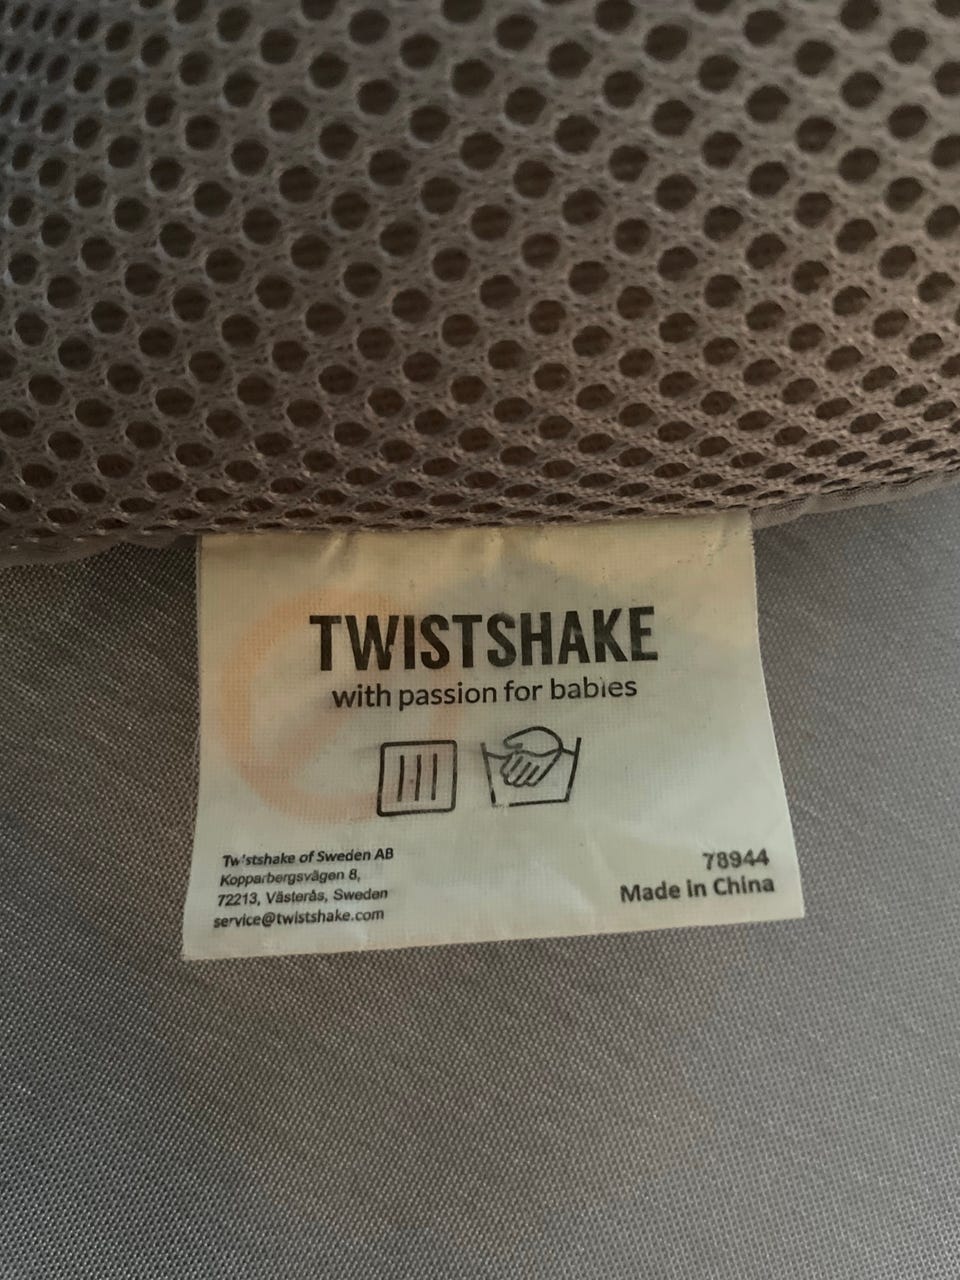 TWISTSHAKE
with passion for babies
Twistshake of Sweden AB
Kopparbergsvägen 8,
72213, Västerås, Sweden
service@twistshake.com
78944
Made in China